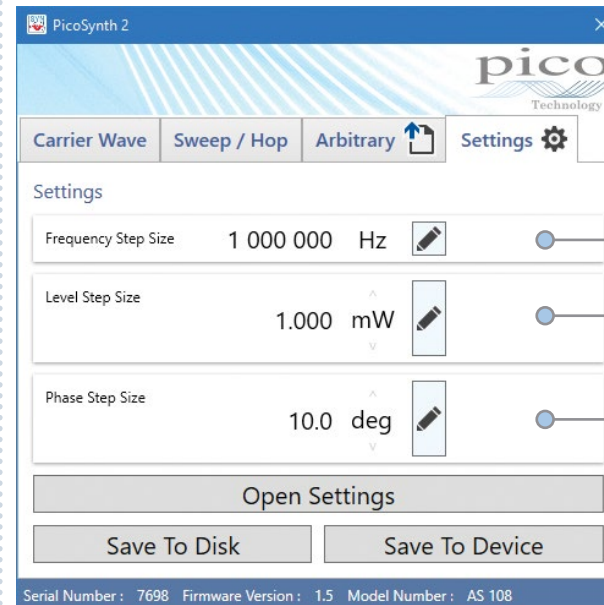 PicoSynth 2
pico
Technology
Carrier Wave Sweep / Hop Arbitrary Settings
Settings
Frequency Step Size 1 000 000 Hz
Level Step Size
1.000 mW
Phase Step Size
10.0 deg
Open Settings
Save To Disk Save To Device
Serial Number : 7698 Firmware Version : 1.5 Model Number : AS 108